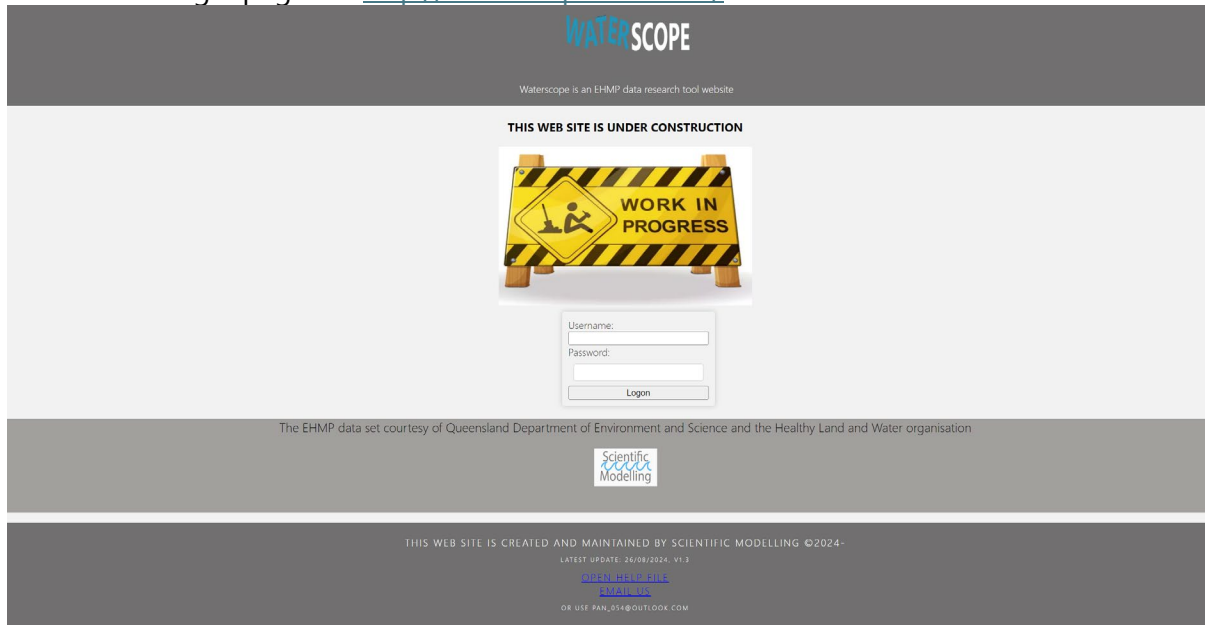 WATERSCOPE
Waterscope is an EHMP data research tool website
THIS WEB SITE IS UNDER CONSTRUCTION
WORK IN
PROGRESS
Username:
Password:
Logon
The EHMP data set courtesy of Queensland Department of Environment and Science and the Healthy Land and Water organisation
Scientific
Modelling
THIS WEB SITE IS CREATED AND MAINTAINED BY SCIENTIFIC MODELLING ©2024-
LATEST UPDATE: 26/08/2024, V1.3
OPEN HELP FILE
EMAIL US
OR USE PAN_054@OUTLOOK.COM